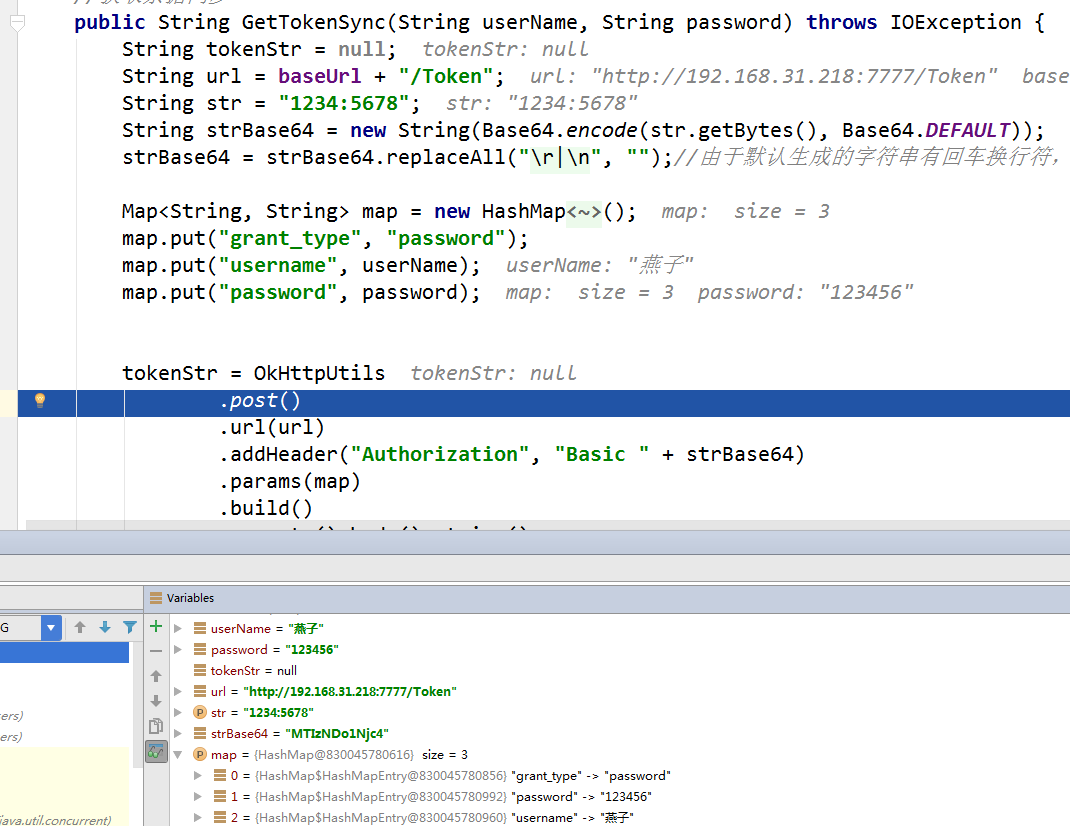 public String GetTokenSync(String userName, String password) throws IOException {
String tokenStr = null; tokenStr: null
String url = baseUrl + "/Token"; url: "http://192.168.31.218:7777/Token" base
String str = "1234:5678"; str: "1234:5678"
String strBase64 = new String(Base64.encode(str.getBytes(), Base64.DEFAULT));
strBase64 = strBase64.replaceAll("\r|\n", "");//由于默认生成的字符串有回车换行符，
Map<String, String> map = new HashMap<~>(); map: size = 3
map.put("grant_type", "password");
map.put("username", userName); userName: "燕子"
map.put("password", password); map: size = 3 password: "123456"
tokenStr = OkHttpUtils tokenStr: null
.post()
.url(url)
.addHeader("Authorization", "Basic " + strBase64)
.params(map)
.build()
Variables
G
userName = "燕子"
password = "123456"
tokenStr = null
url = "http://192.168.31.218:7777/Token"
ers)
str = "1234:5678"
ers)
strBase64 = "MTIzNDo1Njc4"
map = {HashMap@830045780616} size = 3
0 = {HashMap$HashMapEntry@830045780856} "grant_type" -> "password"
1 = {HashMap$HashMapEntry@830045780992} "password" -> "123456"
2 = {HashMap$HashMapEntry@830045780960} "username" -> "燕子"
java.util.concurrent)